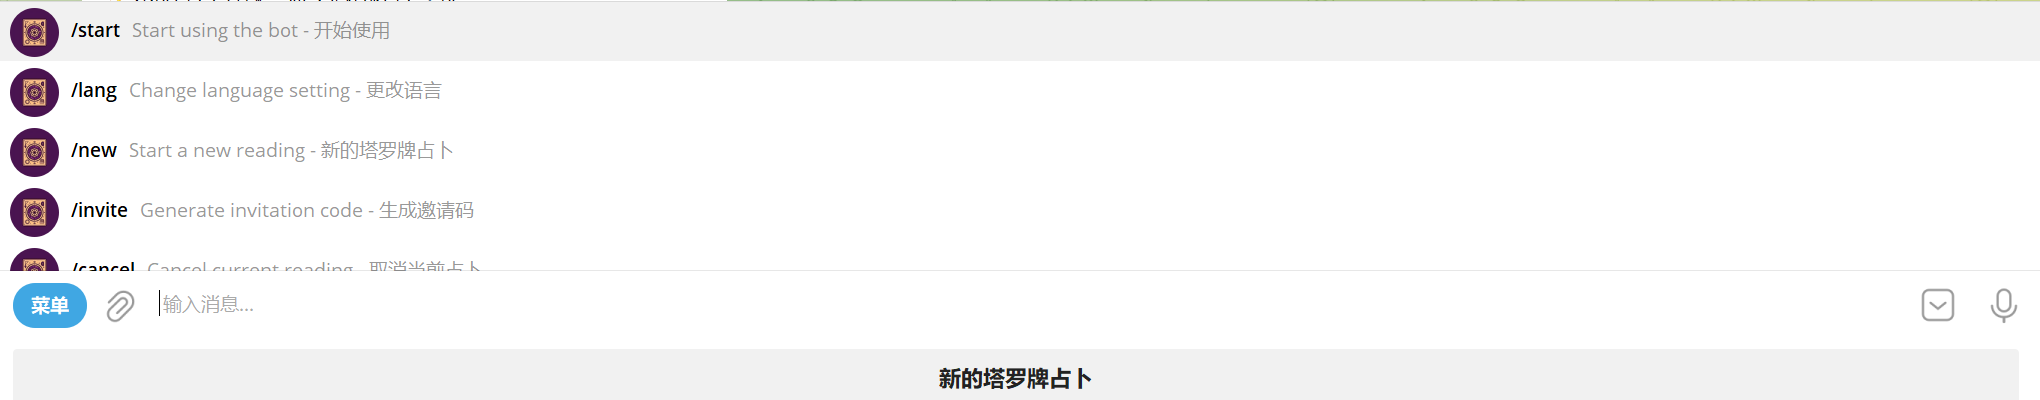 /start Start using the bot - 开始使用
/lang Change language setting - 更改语言
/new Start a new reading - 新的塔罗牌占卜
/invite Generate invitation code - 生成邀请码
/cancel Cancel current reading - 取消当前占卜
菜单 输入消息...
新的塔罗牌占卜